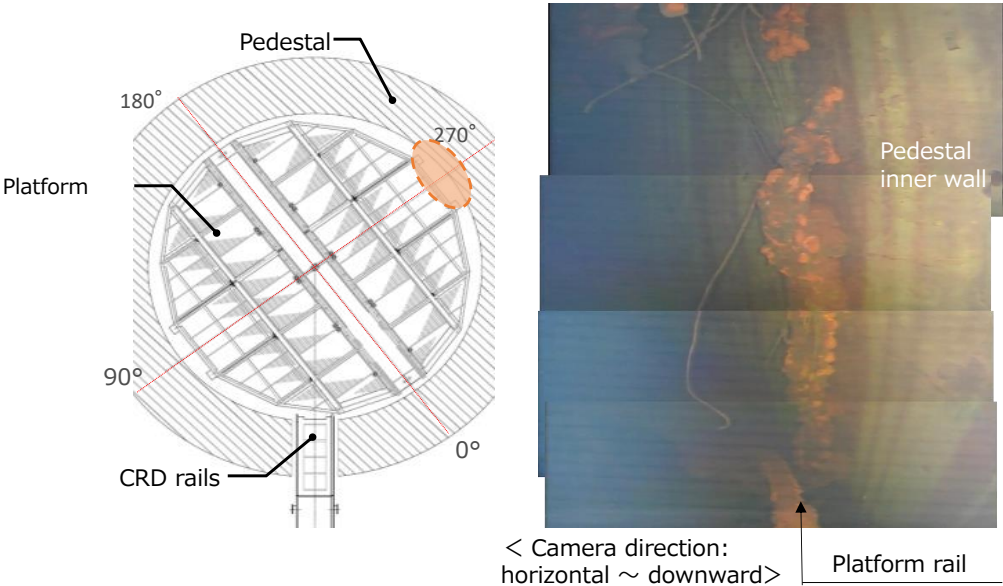 Pedestal
180°
270°
Platform
90°
0°
CRD rails
Pedestal
inner wall
< Camera direction:
horizontal ~ downward>
Platform rail